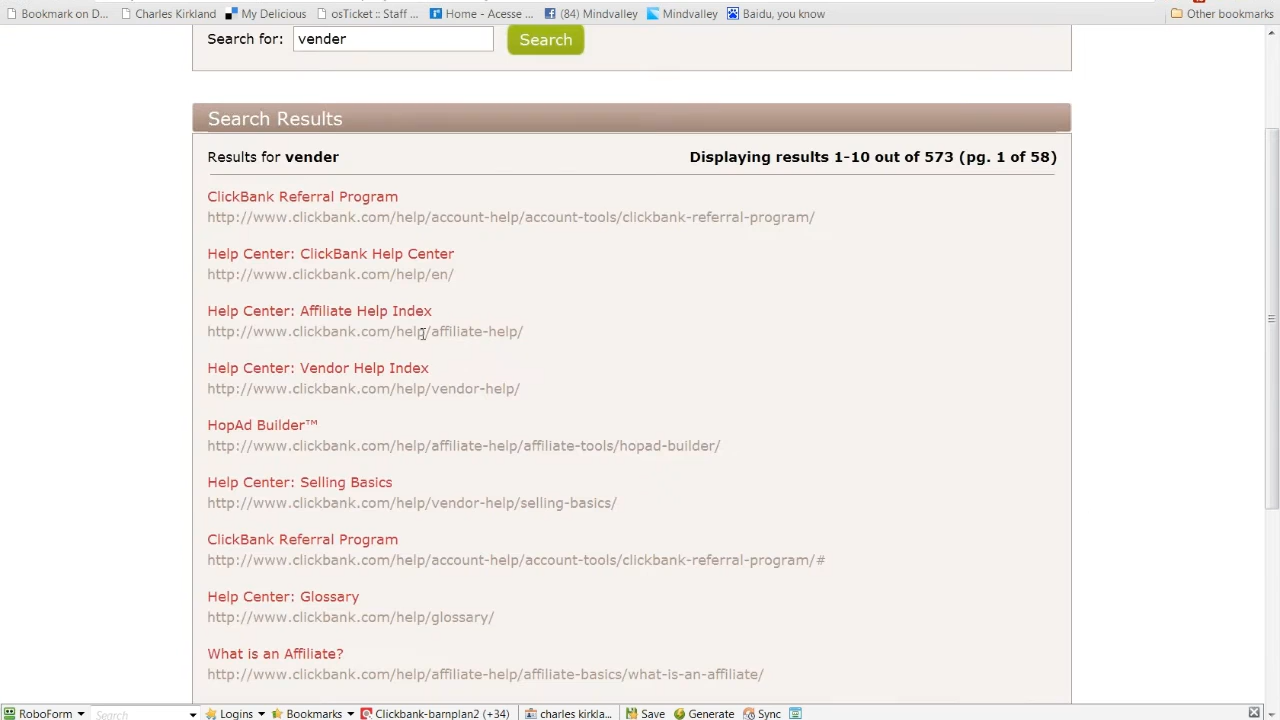 Bookmark on D... Charles Kirkland My Delicious osTicket :: Staff ... Home - Acesse ... (84) Mindvalley Mindvalley Baidu, you know Other bookmarks
Search for: vender Search
Search Results
Results for vender Displaying results 1-10 out of 573 (pg. 1 of 58)
ClickBank Referral Program
http://www.clickbank.com/help/account-help/account-tools/clickbank-referral-program/
Help Center: ClickBank Help Center
http://www.clickbank.com/help/en/
Help Center: Affiliate Help Index
http://www.clickbank.com/help/affiliate-help/
Help Center: Vendor Help Index
http://www.clickbank.com/help/vendor-help/
HopAd Builder™
http://www.clickbank.com/help/affiliate-help/affiliate-tools/hopad-builder/
Help Center: Selling Basics
http://www.clickbank.com/help/vendor-help/selling-basics/
ClickBank Referral Program
http://www.clickbank.com/help/account-help/account-tools/clickbank-referral-program/#
Help Center: Glossary
http://www.clickbank.com/help/glossary/
What is an Affiliate?
http://www.clickbank.com/help/affiliate-help/affiliate-basics/what-is-an-affiliate/
RoboForm Search Logins Bookmarks Clickbank-barnplan2 (+34) charles kirkla... Save Generate Sync